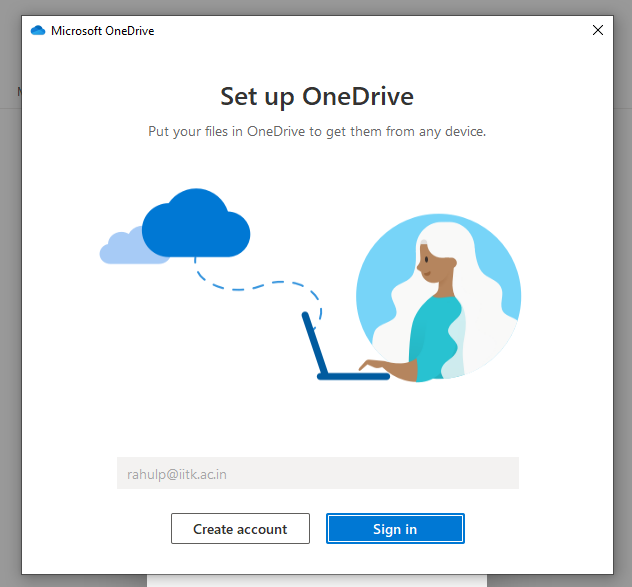 Microsoft OneDrive
Set up OneDrive
Put your files in OneDrive to get them from any device.
rahulp@iitk.ac.in
Create account
Sign in